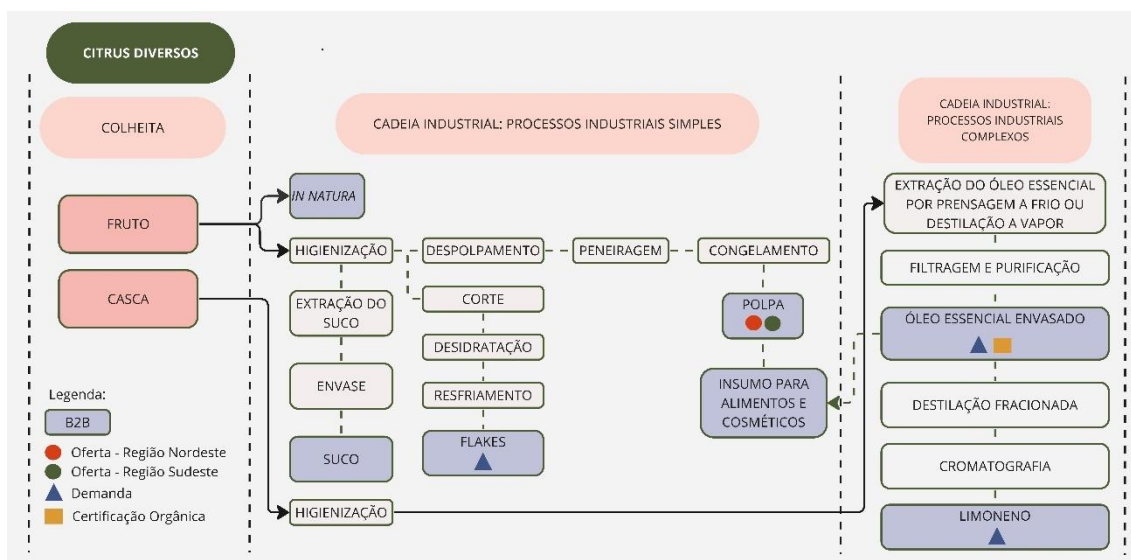 CITRUS DIVERSOS
COLHEITA
CADEIA INDUSTRIAL: PROCESSOS INDUSTRIAIS SIMPLES
CADEIA INDUSTRIAL:
PROCESSOS INDUSTRIAIS
COMPLEXOS
FRUTO
CASCA
IN NATURA
HIGIENIZAÇÃO
DESPOLPAMENTO
PENEIRAGEM
CONGELAMENTO
EXTRAÇÃO DO
SUCO
ENVASE
SUCO
CORTE
DESIDRATAÇÃO
RESFRIAMENTO
FLAKES
POLPA
INSUMO PARA
ALIMENTOS E
COSMÉTICOS
HIGIENIZAÇÃO
EXTRAÇÃO DO ÓLEO ESSENCIAL
POR PRENSAGEM A FRIO OU
DESTILAÇÃO A VAPOR
FILTRAGEM E PURIFICAÇÃO
ÓLEO ESSENCIAL ENVASADO
DESTILAÇÃO FRACIONADA
CROMATOGRAFIA
LIMONENO
Legenda:
B2B
Oferta - Região Nordeste
Oferta - Região Sudeste
Demanda
Certificação Orgânica